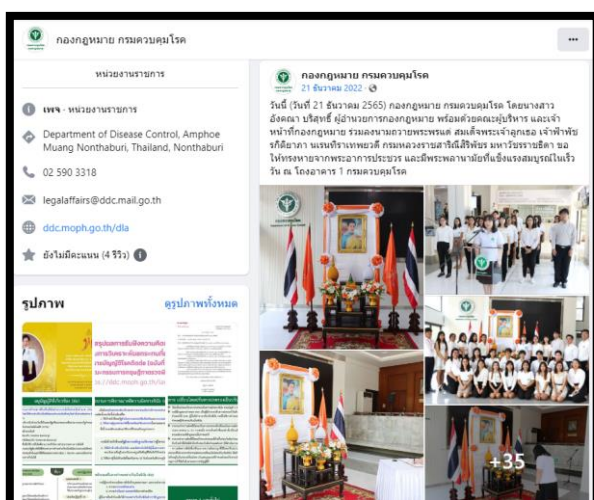 กองกฎหมาย กรมควบคุมโรค
หน่วยงานราชการ
เพจ · หน่วยงานราชการ
Department of Disease Control, Amphoe
Muang Nonthaburi, Thailand, Nonthaburi
02 590 3318
legalaffairs@ddc.mail.go.th
ddc.moph.go.th/dla
ยังไม่มีคะแนน (4 รีวิว)
รูปภาพ
ดูรูปภาพทั้งหมด
กองกฎหมาย กรมควบคุมโรค
21 ธันวาคม 2022
วันนี้ (วันที่ 21 ธันวาคม 2565) กองกฎหมาย กรมควบคุมโรค โดยนางสาว
อังคณา บริสุทธิ์ ผู้อำนวยการกองกฎหมาย พร้อมด้วยคณะผู้บริหาร และเจ้า
หน้าที่กองกฎหมาย ร่วมลงนามถวายพระพรแด่ สมเด็จพระเจ้าลูกเธอ เจ้าฟ้าพัช
รกิติยาภา นเรนทิราเทพยวดี กรมหลวงราชสาริณีสิริพัชร มหาวัชรราชธิดา ขอ
ให้ทรงหายจากพระอาการประชวร และมีพระพลานามัยที่แข็งแรงสมบูรณ์ในเร็ว
วัน ณ โถงอาคาร 1 กรมควบคุมโรค
+35